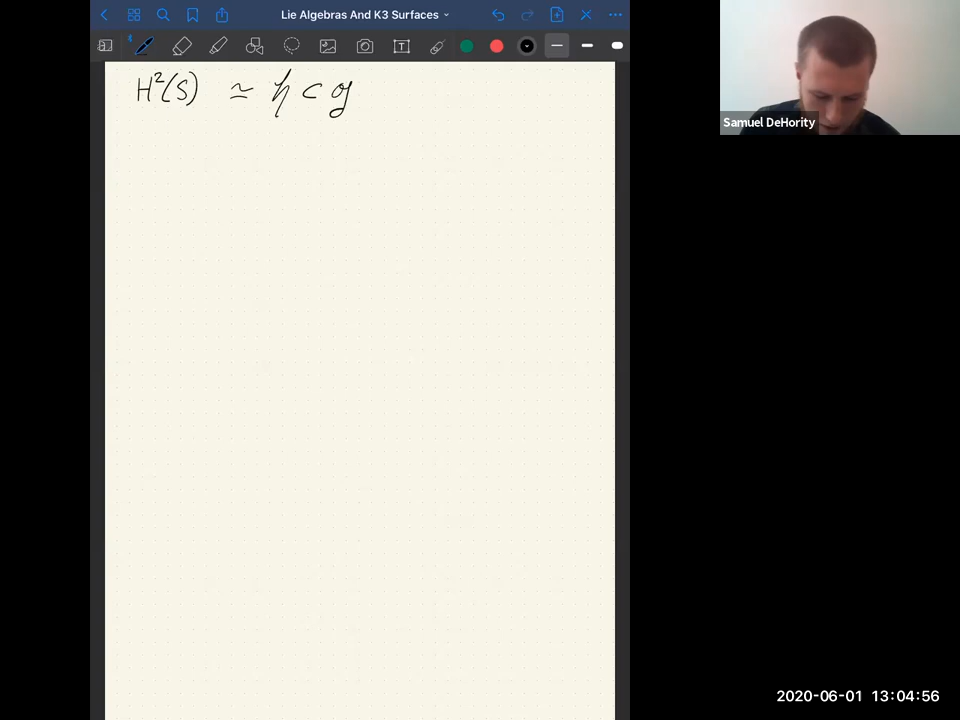 Lie Algebras And K3 Surfaces
H²(S) ≃ 𝔥 ⊂ 𝔤
Samuel DeHority
2020-06-01 13:04:56